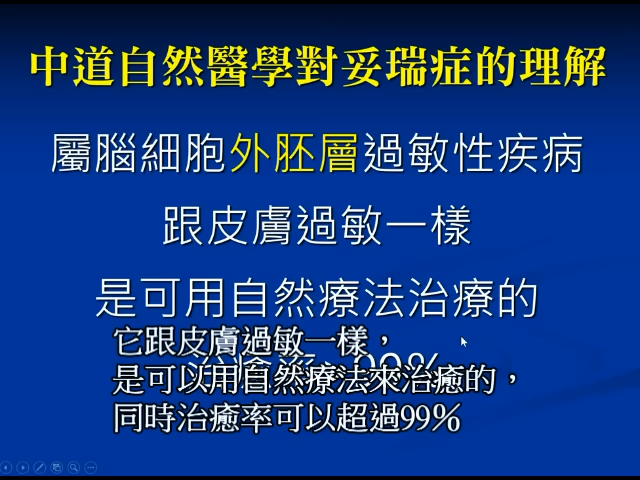 中道自然醫學對妥瑞症的理解
屬腦細胞外胚層過敏性疾病
跟皮膚過敏一樣
是可用自然療法治療的
它跟皮膚過敏一樣，
是可以用自然療法來治癒的，
同時治癒率可以超過99%